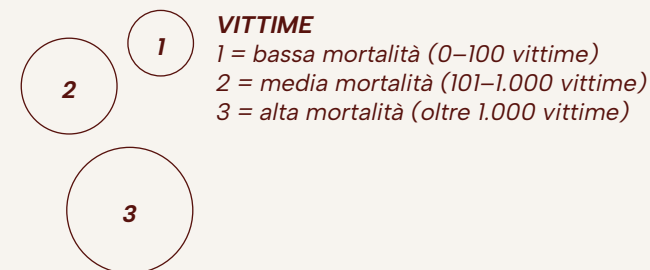 VITTIME
1 = bassa mortalità (0–100 vittime)
2 = media mortalità (101–1.000 vittime)
3 = alta mortalità (oltre 1.000 vittime)
1
2
3